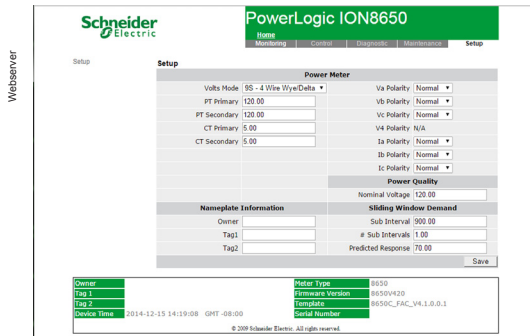 Webserver
Schneider Electric
PowerLogic ION8650
Home
Monitoring Control Diagnostic Maintenance Setup
Setup
Setup
Power Meter
Volts Mode 9S - 4 Wire Wye/Delta Va Polarity Normal
PT Primary 120.00 Vb Polarity Normal
PT Secondary 120.00 Vc Polarity Normal
CT Primary 5.00 V4 Polarity N/A
CT Secondary 5.00 Ia Polarity Normal
Ib Polarity Normal
Ic Polarity Normal
Power Quality
Nominal Voltage 120.00
Nameplate Information Sliding Window Demand
Owner Sub Interval 900.00
Tag1 # Sub Intervals 1.00
Tag2 Predicted Response 70.00
Save
Owner Meter Type 8650
Tag 1 Firmware Version 8650V420
Tag 2 Template 8650C_FAC_V4.1.0.0.1
Device Time 2014-12-15 14:19:08 GMT -08:00 Serial Number
© 2009 Schneider Electric. All rights reserved.